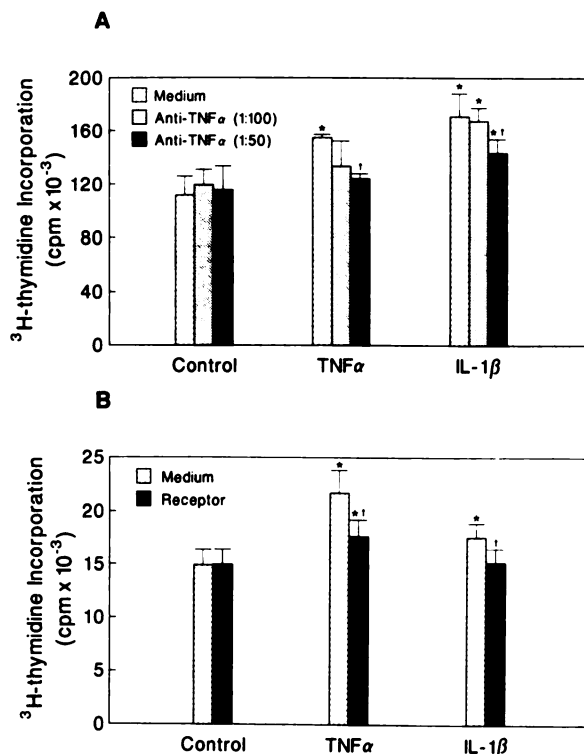 A
³H-thymidine Incorporation
(cpm x 10⁻³)
200
160
120
80
40
0
Medium
Anti-TNFα (1:100)
Anti-TNFα (1:50)
*
†
*
*
*†
Control
TNFα
IL-1β
B
³H-thymidine Incorporation
(cpm x 10⁻³)
25
20
15
10
5
0
Medium
Receptor
*
*†
*
†
Control
TNFα
IL-1β